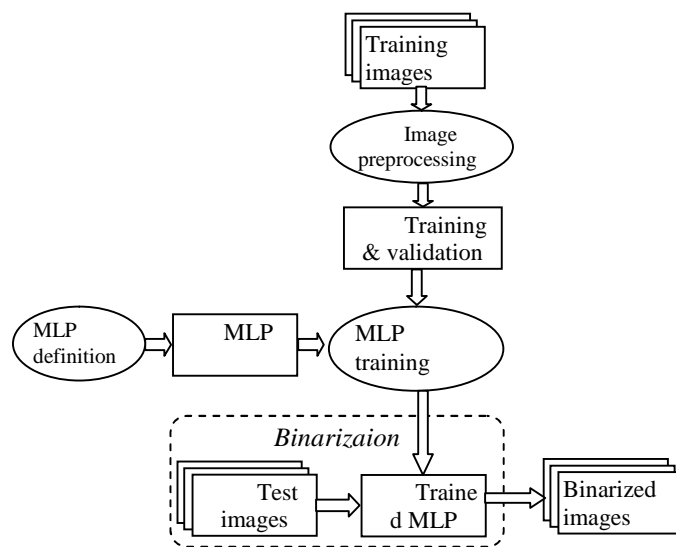 Training
images
Image
preprocessing
Training
& validation
MLP
definition
MLP
MLP
training
Binarizaion
Test
images
Traine
d MLP
Binarized
images